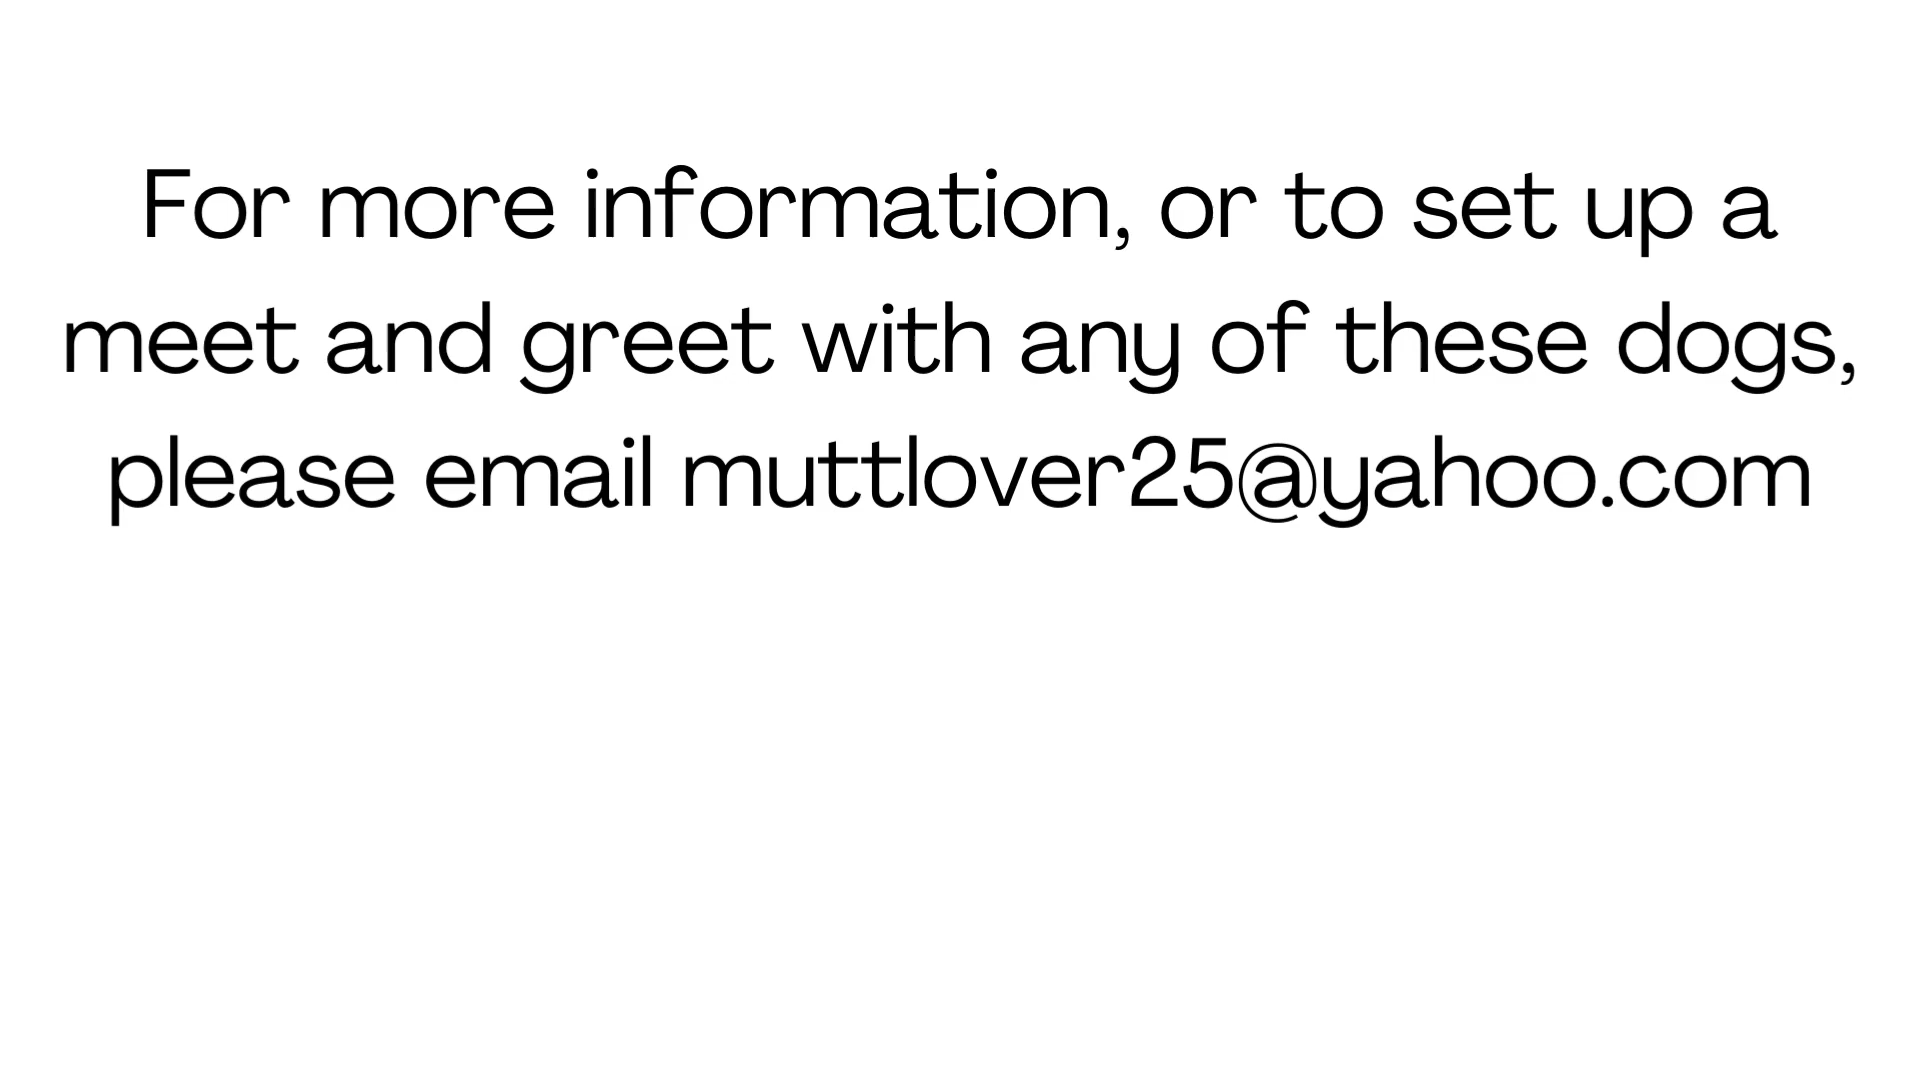 For more information, or to set up a
meet and greet with any of these dogs,
please email muttlover25@yahoo.com